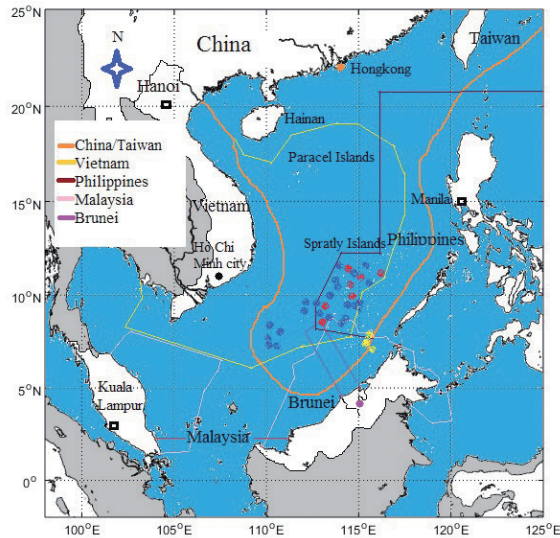 25°N
20°N
15°N
10°N
5°N
0°
N
China
Taiwan
Hongkong
Hanoi
Hainan
China/Taiwan
Vietnam
Philippines
Malaysia
Brunei
Paracel Islands
Vietnam
Manila
Spratly Islands
Philippines
Ho Chi
Minh city
Kuala
Lampur
Brunei
Malaysia
100°E
105°E
110°E
115°E
120°E
125°E